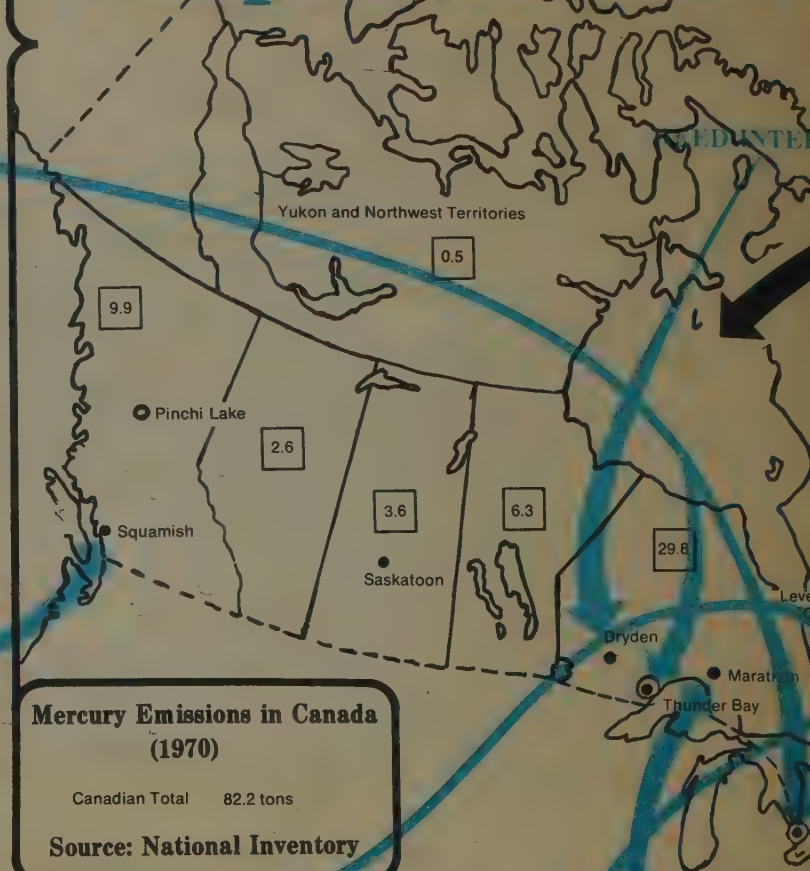 Yukon and Northwest Territories
0.5
9.9
Pinchi Lake
2.6
3.6
6.3
Squamish
29.8
Saskatoon
Dryden
Marathon
Thunder Bay
Mercury Emissions in Canada
(1970)
Canadian Total 82.2 tons
Source: National Inventory